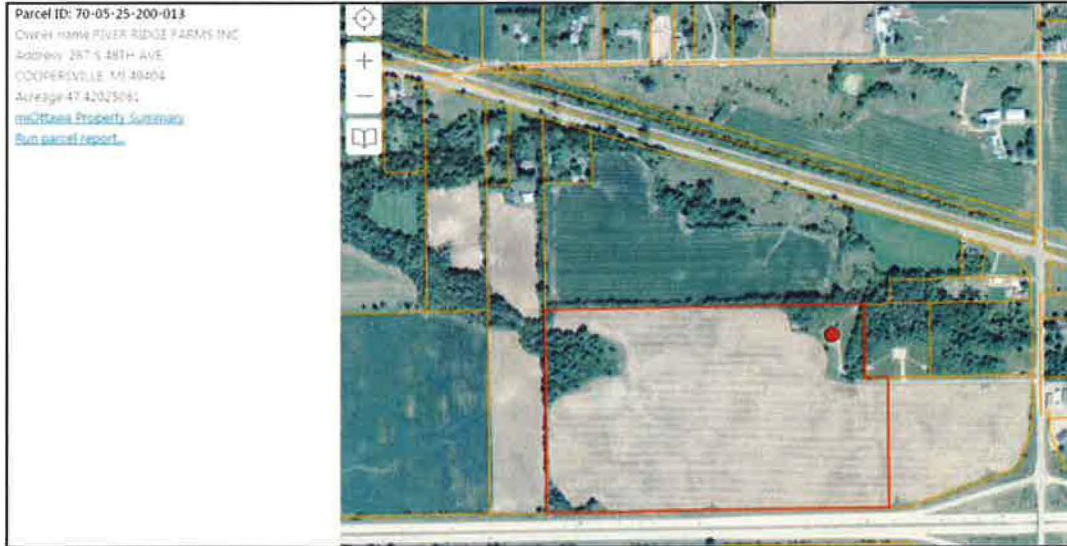 Parcel ID: 70-05-25-200-013
Owner name RIVER RIDGE FARMS INC
Address: 287 S 48TH AVE
COOPERSVILLE, MI 49404
Acreage 47.42025061
miOttawa Property Summary
Run parcel report...